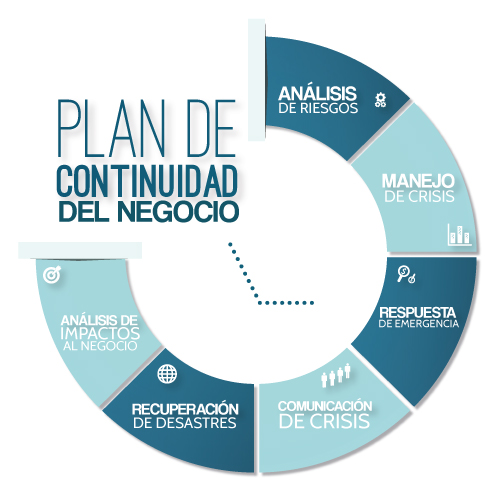 PLAN DE
CONTINUIDAD
DEL NEGOCIO
ANÁLISIS
DE RIESGOS
MANEJO
DE CRISIS
RESPUESTA
DE EMERGENCIA
COMUNICACIÓN
DE CRISIS
RECUPERACIÓN
DE DESASTRES
ANÁLISIS DE
IMPACTOS
AL NEGOCIO